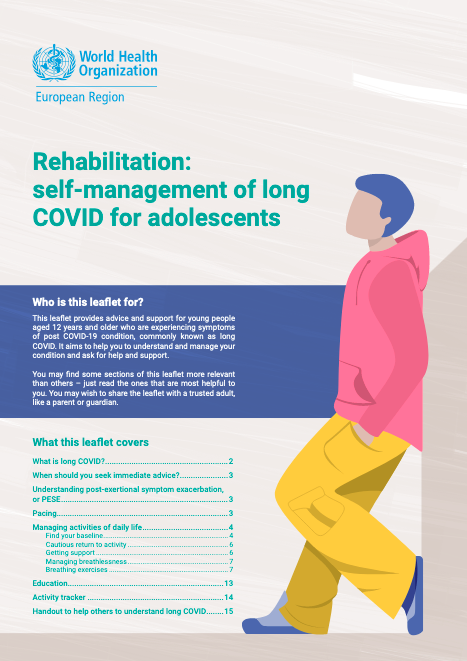 World Health
Organization
European Region
Rehabilitation:
self-management of long
COVID for adolescents
Who is this leaflet for?
This leaflet provides advice and support for young people
aged 12 years and older who are experiencing symptoms
of post COVID-19 condition, commonly known as long
COVID. It aims to help you to understand and manage your
condition and ask for help and support.
You may find some sections of this leaflet more relevant
than others – just read the ones that are most helpful to
you. You may wish to share the leaflet with a trusted adult,
like a parent or guardian.
What this leaflet covers
What is long COVID?..........2
When should you seek immediate advice?..........3
Understanding post-exertional symptom exacerbation,
or PESE..........3
Pacing..........3
Managing activities of daily life..........4
Find your baseline..........4
Cautious return to activity..........6
Getting support..........6
Managing breathlessness..........7
Breathing exercises..........7
Education..........13
Activity tracker..........14
Handout to help others to understand long COVID..........15